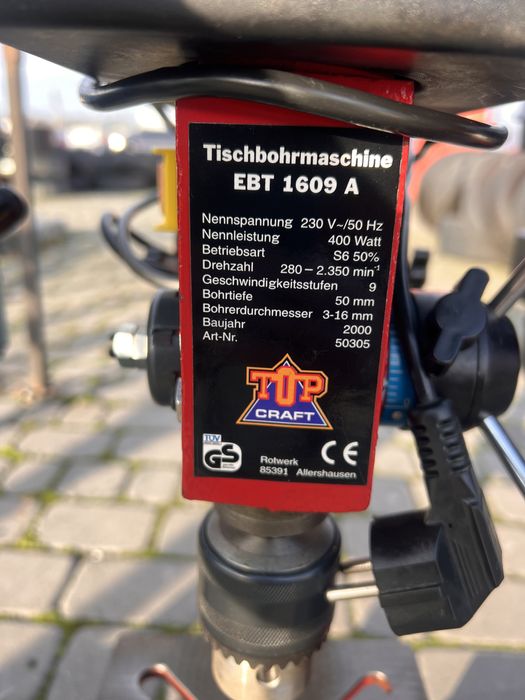 Tischbohrmaschine
EBT 1609 A
Nennspannung 230 V~/50 Hz
Nennleistung 400 Watt
Betriebsart S6 50%
Drehzahl 280 – 2.350 min⁻¹
Geschwindigkeitsstufen 9
Bohrtiefe 50 mm
Bohrerdurchmesser 3-16 mm
Baujahr 2000
Art-Nr. 50305
TOP
CRAFT
TÜV
GS
CE
Rotwerk
85391 Allershausen